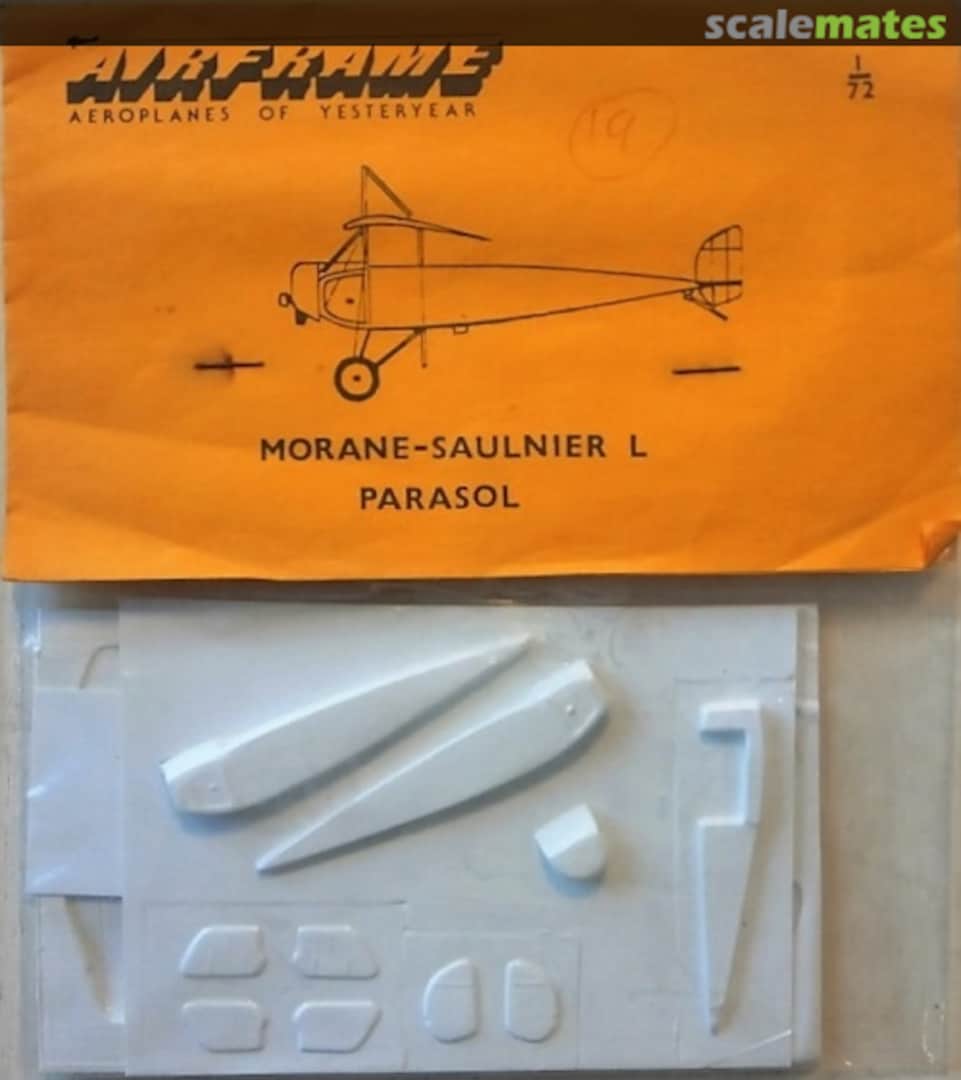 scalemates
AIRFRAME
AEROPLANES OF YESTERYEAR
1
72
19
MORANE-SAULNIER L
PARASOL